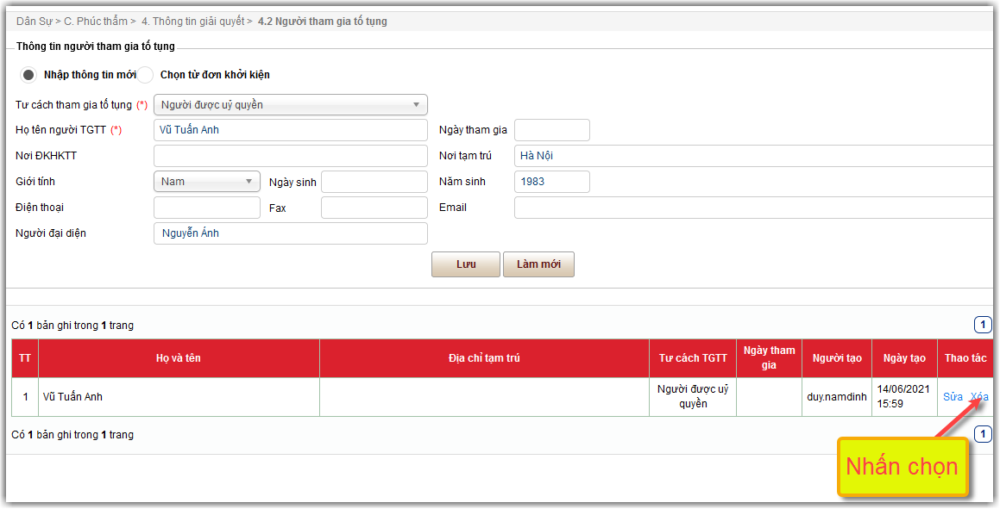 Dân Sự > C. Phúc thẩm > 4. Thông tin giải quyết > 4.2 Người tham gia tố tụng
Thông tin người tham gia tố tụng
Nhập thông tin mới Chọn từ đơn khởi kiện
Tư cách tham gia tố tụng (*) Người được uỷ quyền
Họ tên người TGTT (*) Vũ Tuấn Anh Ngày tham gia
Nơi ĐKHKTT Nơi tạm trú Hà Nội
Giới tính Nam Ngày sinh Năm sinh 1983
Điện thoại Fax Email
Người đại diện Nguyễn Ánh
Lưu Làm mới
Có 1 bản ghi trong 1 trang 1
TT Họ và tên Địa chỉ tạm trú Tư cách TGTT Ngày tham gia Người tạo Ngày tạo Thao tác
1 Vũ Tuấn Anh Người được uỷ quyền duy.namdinh 14/06/2021 15:59 Sửa Xóa
Có 1 bản ghi trong 1 trang 1
Nhấn chọn